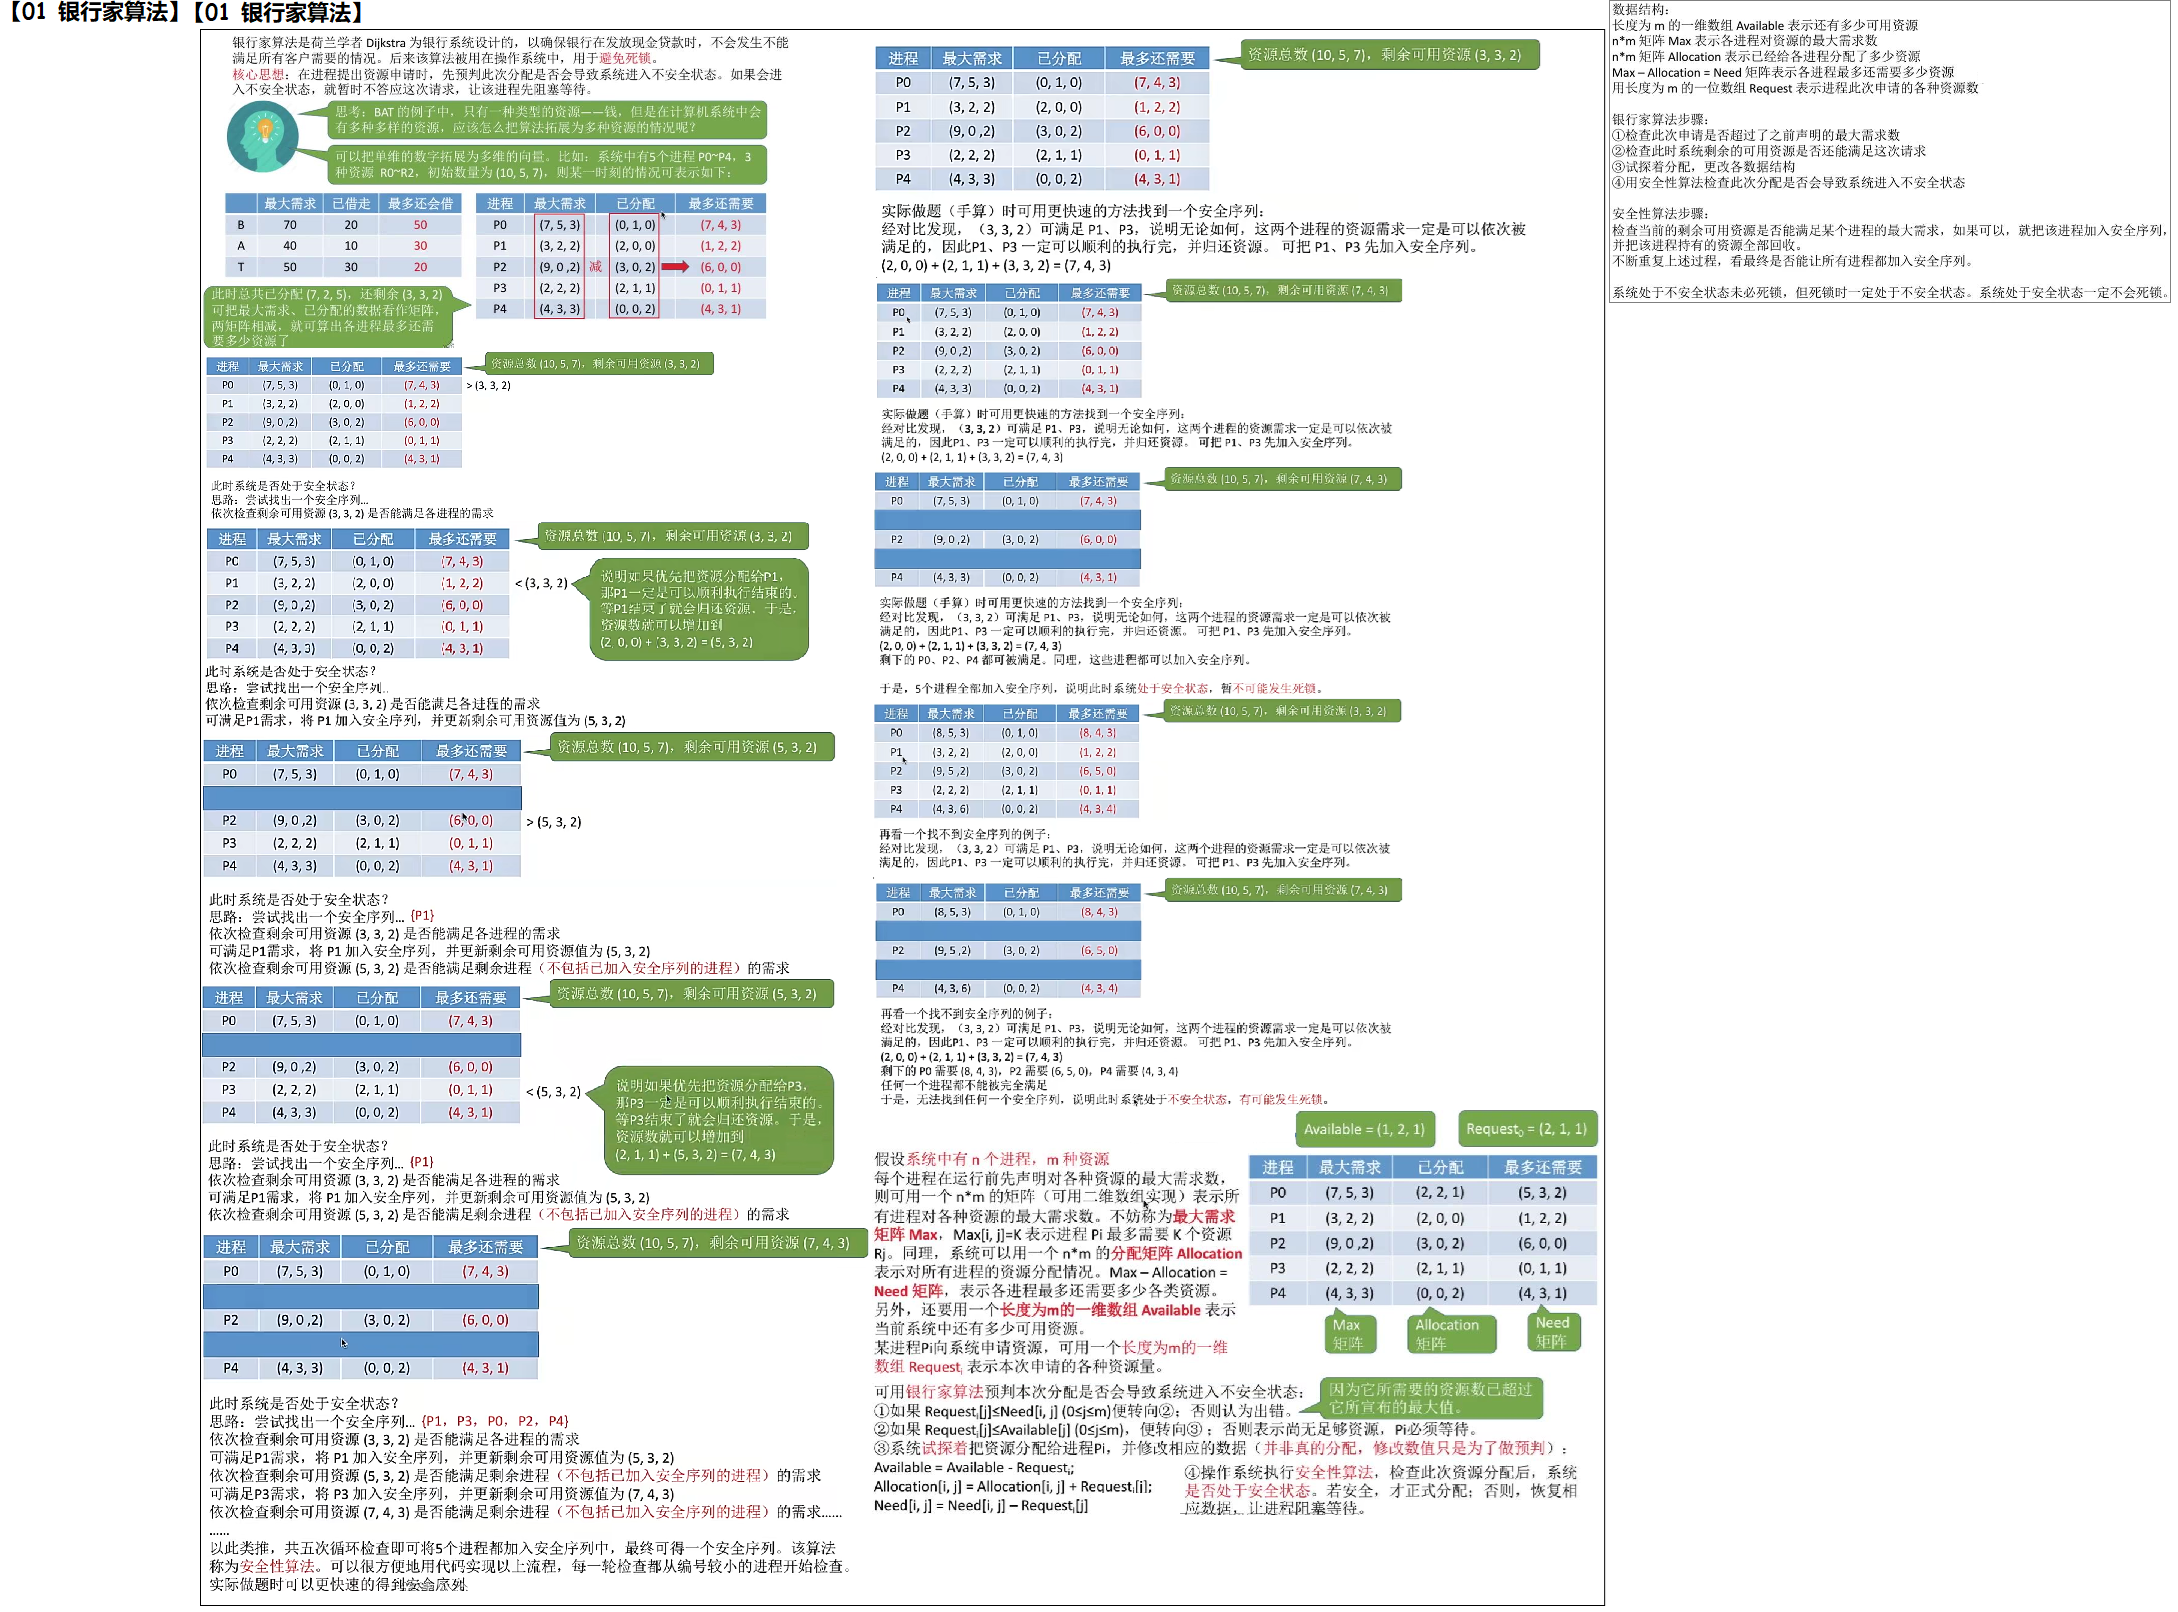 【01 银行家算法】【01 银行家算法】
银行家算法是荷兰学者 Dijkstra 为银行系统设计的，以确保银行在发放现金贷款时，不会发生不能
满足所有客户需要的情况。后来该算法被用在操作系统中，用于避免死锁。
核心思想：在进程提出资源申请时，先预判此次分配是否会导致系统进入不安全状态。如果会进
入不安全状态，就暂时不答应这次请求，让该进程先阻塞等待。
思考：BAT 的例子中，只有一种类型的资源——钱，但是在计算机系统中会
有多种多样的资源，应该怎么把算法拓展为多种资源的情况呢？
可以把单维的数字拓展为多维的向量。比如：系统中有5个进程 P0~P4，3
种资源 R0~R2，初始数量为 (10, 5, 7)，则某一时刻的情况可表示如下：
最大需求 已借走 最多还会借
B 70 20 50
A 40 10 30
T 50 30 20
进程 最大需求 已分配 最多还需要
P0 (7, 5, 3) (0, 1, 0) (7, 4, 3)
P1 (3, 2, 2) (2, 0, 0) (1, 2, 2)
P2 (9, 0 ,2) 减 (3, 0, 2) (6, 0, 0)
P3 (2, 2, 2) (2, 1, 1) (0, 1, 1)
P4 (4, 3, 3) (0, 0, 2) (4, 3, 1)
此时总共已分配 (7, 2, 5)，还剩余 (3, 3, 2)
可把最大需求、已分配的数据看作矩阵，
两矩阵相减，就可算出各进程最多还需
要多少资源了
进程 最大需求 已分配 最多还需要
资源总数 (10, 5, 7)，剩余可用资源 (3, 3, 2)
P0 (7, 5, 3) (0, 1, 0) (7, 4, 3) > (3, 3, 2)
P1 (3, 2, 2) (2, 0, 0) (1, 2, 2)
P2 (9, 0 ,2) (3, 0, 2) (6, 0, 0)
P3 (2, 2, 2) (2, 1, 1) (0, 1, 1)
P4 (4, 3, 3) (0, 0, 2) (4, 3, 1)
此时系统是否处于安全状态？
思路：尝试找出一个安全序列...
依次检查剩余可用资源 (3, 3, 2) 是否能满足各进程的需求
进程 最大需求 已分配 最多还需要
资源总数 (10, 5, 7)，剩余可用资源 (3, 3, 2)
P0 (7, 5, 3) (0, 1, 0) (7, 4, 3)
P1 (3, 2, 2) (2, 0, 0) (1, 2, 2) < (3, 3, 2)
P2 (9, 0 ,2) (3, 0, 2) (6, 0, 0)
P3 (2, 2, 2) (2, 1, 1) (0, 1, 1)
P4 (4, 3, 3) (0, 0, 2) (4, 3, 1)
说明如果优先把资源分配给P1，
那P1一定是可以顺利执行结束的。
等P1结束了就会归还资源。于是，
资源数就可以增加到
(2, 0, 0) + (3, 3, 2) = (5, 3, 2)
此时系统是否处于安全状态？
思路：尝试找出一个安全序列..
依次检查剩余可用资源 (3, 3, 2) 是否能满足各进程的需求
可满足P1需求，将 P1 加入安全序列，并更新剩余可用资源值为 (5, 3, 2)
进程 最大需求 已分配 最多还需要
资源总数 (10, 5, 7)，剩余可用资源 (5, 3, 2)
P0 (7, 5, 3) (0, 1, 0) (7, 4, 3)
P2 (9, 0 ,2) (3, 0, 2) (6, 0, 0) > (5, 3, 2)
P3 (2, 2, 2) (2, 1, 1) (0, 1, 1)
P4 (4, 3, 3) (0, 0, 2) (4, 3, 1)
此时系统是否处于安全状态？
思路：尝试找出一个安全序列... {P1}
依次检查剩余可用资源 (3, 3, 2) 是否能满足各进程的需求
可满足P1需求，将 P1 加入安全序列，并更新剩余可用资源值为 (5, 3, 2)
依次检查剩余可用资源 (5, 3, 2) 是否能满足剩余进程（不包括已加入安全序列的进程）的需求
进程 最大需求 已分配 最多还需要
资源总数 (10, 5, 7)，剩余可用资源 (5, 3, 2)
P0 (7, 5, 3) (0, 1, 0) (7, 4, 3)
P2 (9, 0 ,2) (3, 0, 2) (6, 0, 0)
P3 (2, 2, 2) (2, 1, 1) (0, 1, 1) < (5, 3, 2)
P4 (4, 3, 3) (0, 0, 2) (4, 3, 1)
说明如果优先把资源分配给P3，
那P3一定是可以顺利执行结束的。
等P3结束了就会归还资源。于是，
资源数就可以增加到
(2, 1, 1) + (5, 3, 2) = (7, 4, 3)
此时系统是否处于安全状态？
思路：尝试找出一个安全序列... {P1}
依次检查剩余可用资源 (3, 3, 2) 是否能满足各进程的需求
可满足P1需求，将 P1 加入安全序列，并更新剩余可用资源值为 (5, 3, 2)
依次检查剩余可用资源 (5, 3, 2) 是否能满足剩余进程（不包括已加入安全序列的进程）的需求
进程 最大需求 已分配 最多还需要
资源总数 (10, 5, 7)，剩余可用资源 (7, 4, 3)
P0 (7, 5, 3) (0, 1, 0) (7, 4, 3)
P2 (9, 0 ,2) (3, 0, 2) (6, 0, 0)
P4 (4, 3, 3) (0, 0, 2) (4, 3, 1)
此时系统是否处于安全状态？
思路：尝试找出一个安全序列... {P1，P3，P0，P2，P4}
依次检查剩余可用资源 (3, 3, 2) 是否能满足各进程的需求
可满足P1需求，将 P1 加入安全序列，并更新剩余可用资源值为 (5, 3, 2)
依次检查剩余可用资源 (5, 3, 2) 是否能满足剩余进程（不包括已加入安全序列的进程）的需求
可满足P3需求，将 P3 加入安全序列，并更新剩余可用资源值为 (7, 4, 3)
依次检查剩余可用资源 (7, 4, 3) 是否能满足剩余进程（不包括已加入安全序列的进程）的需求......
......
以此类推，共五次循环检查即可将5个进程都加入安全序列中，最终可得一个安全序列。该算法
称为安全性算法。可以很方便地用代码实现以上流程，每一轮检查都从编号较小的进程开始检查。
实际做题时可以更快速的得到安全序列
进程 最大需求 已分配 最多还需要
资源总数 (10, 5, 7)，剩余可用资源 (3, 3, 2)
P0 (7, 5, 3) (0, 1, 0) (7, 4, 3)
P1 (3, 2, 2) (2, 0, 0) (1, 2, 2)
P2 (9, 0 ,2) (3, 0, 2) (6, 0, 0)
P3 (2, 2, 2) (2, 1, 1) (0, 1, 1)
P4 (4, 3, 3) (0, 0, 2) (4, 3, 1)
实际做题（手算）时可用更快速的方法找到一个安全序列：
经对比发现，（3, 3, 2）可满足 P1、P3，说明无论如何，这两个进程的资源需求一定是可以依次被
满足的，因此P1、P3 一定可以顺利的执行完，并归还资源。可把 P1、P3 先加入安全序列。
(2, 0, 0) + (2, 1, 1) + (3, 3, 2) = (7, 4, 3)
进程 最大需求 已分配 最多还需要
资源总数 (10, 5, 7)，剩余可用资源 (7, 4, 3)
P0 (7, 5, 3) (0, 1, 0) (7, 4, 3)
P1 (3, 2, 2) (2, 0, 0) (1, 2, 2)
P2 (9, 0 ,2) (3, 0, 2) (6, 0, 0)
P3 (2, 2, 2) (2, 1, 1) (0, 1, 1)
P4 (4, 3, 3) (0, 0, 2) (4, 3, 1)
实际做题（手算）时可用更快速的方法找到一个安全序列：
经对比发现，（3, 3, 2）可满足 P1、P3，说明无论如何，这两个进程的资源需求一定是可以依次被
满足的，因此P1、P3 一定可以顺利的执行完，并归还资源。可把 P1、P3 先加入安全序列。
(2, 0, 0) + (2, 1, 1) + (3, 3, 2) = (7, 4, 3)
进程 最大需求 已分配 最多还需要
资源总数 (10, 5, 7)，剩余可用资源 (7, 4, 3)
P0 (7, 5, 3) (0, 1, 0) (7, 4, 3)
P2 (9, 0 ,2) (3, 0, 2) (6, 0, 0)
P4 (4, 3, 3) (0, 0, 2) (4, 3, 1)
实际做题（手算）时可用更快速的方法找到一个安全序列：
经对比发现，（3, 3, 2）可满足 P1、P3，说明无论如何，这两个进程的资源需求一定是可以依次被
满足的，因此P1、P3 一定可以顺利的执行完，并归还资源。可把 P1、P3 先加入安全序列。
(2, 0, 0) + (2, 1, 1) + (3, 3, 2) = (7, 4, 3)
剩下的 P0、P2、P4 都可被满足。同理，这些进程都可以加入安全序列。
于是，5个进程全部加入安全序列，说明此时系统处于安全状态，暂不可能发生死锁。
进程 最大需求 已分配 最多还需要
资源总数 (10, 5, 7)，剩余可用资源 (3, 3, 2)
P0 (8, 5, 3) (0, 1, 0) (8, 4, 3)
P1 (3, 2, 2) (2, 0, 0) (1, 2, 2)
P2 (9, 5 ,2) (3, 0, 2) (6, 5, 0)
P3 (2, 2, 2) (2, 1, 1) (0, 1, 1)
P4 (4, 3, 6) (0, 0, 2) (4, 3, 4)
再看一个找不到安全序列的例子：
经对比发现，（3, 3, 2）可满足 P1、P3，说明无论如何，这两个进程的资源需求一定是可以依次被
满足的，因此P1、P3 一定可以顺利的执行完，并归还资源。可把 P1、P3 先加入安全序列。
进程 最大需求 已分配 最多还需要
资源总数 (10, 5, 7)，剩余可用资源 (7, 4, 3)
P0 (8, 5, 3) (0, 1, 0) (8, 4, 3)
P2 (9, 5 ,2) (3, 0, 2) (6, 5, 0)
P4 (4, 3, 6) (0, 0, 2) (4, 3, 4)
再看一个找不到安全序列的例子：
经对比发现，（3, 3, 2）可满足 P1、P3，说明无论如何，这两个进程的资源需求一定是可以依次被
满足的，因此P1、P3 一定可以顺利的执行完，并归还资源。可把 P1、P3 先加入安全序列。
(2, 0, 0) + (2, 1, 1) + (3, 3, 2) = (7, 4, 3)
剩下的 P0 需要 (8, 4, 3)，P2 需要 (6, 5, 0)，P4 需要 (4, 3, 4)
任何一个进程都不能被完全满足
于是，无法找到任何一个安全序列，说明此时系统处于不安全状态，有可能发生死锁。
Available = (1, 2, 1)
Request₀ = (2, 1, 1)
假设系统中有 n 个进程，m 种资源
每个进程在运行前先声明对各种资源的最大需求数，
则可用一个 n*m 的矩阵（可用二维数组实现）表示所
有进程对各种资源的最大需求数。不妨称为最大需求
矩阵 Max，Max[i, j]=K 表示进程 Pi 最多需要 K 个资源
Rj。同理，系统可以用一个 n*m 的分配矩阵 Allocation
表示对所有进程的资源分配情况。Max – Allocation =
Need 矩阵，表示各进程最多还需要多少各类资源。
另外，还要用一个长度为m的一维数组 Available 表示
当前系统中还有多少可用资源。
某进程Pi向系统申请资源，可用一个长度为m的一维
数组 Requestᵢ 表示本次申请的各种资源量。
进程 最大需求 已分配 最多还需要
P0 (7, 5, 3) (2, 2, 1) (5, 3, 2)
P1 (3, 2, 2) (2, 0, 0) (1, 2, 2)
P2 (9, 0 ,2) (3, 0, 2) (6, 0, 0)
P3 (2, 2, 2) (2, 1, 1) (0, 1, 1)
P4 (4, 3, 3) (0, 0, 2) (4, 3, 1)
Max
矩阵
Allocation
矩阵
Need
矩阵
可用银行家算法预判本次分配是否会导致系统进入不安全状态：
①如果 Requestᵢ[j]≤Need[i, j] (0≤j≤m)便转向②；否则认为出错。
因为它所需要的资源数已超过
它所宣布的最大值。
②如果 Requestᵢ[j]≤Available[j] (0≤j≤m)，便转向③；否则表示尚无足够资源，Pi必须等待。
③系统试探着把资源分配给进程Pi，并修改相应的数据（并非真的分配，修改数值只是为了做预判）：
Available = Available - Requestᵢ;
Allocation[i, j] = Allocation[i, j] + Requestᵢ[j];
Need[i, j] = Need[i, j] – Requestᵢ[j]
④操作系统执行安全性算法，检查此次资源分配后，系统
是否处于安全状态。若安全，才正式分配；否则，恢复相
应数据，让进程阻塞等待。
数据结构：
长度为 m 的一维数组 Available 表示还有多少可用资源
n*m 矩阵 Max 表示各进程对资源的最大需求数
n*m 矩阵 Allocation 表示已经给各进程分配了多少资源
Max – Allocation = Need 矩阵表示各进程最多还需要多少资源
用长度为 m 的一位数组 Request 表示进程此次申请的各种资源数
银行家算法步骤：
①检查此次申请是否超过了之前声明的最大需求数
②检查此时系统剩余的可用资源是否还能满足这次请求
③试探着分配，更改各数据结构
④用安全性算法检查此次分配是否会导致系统进入不安全状态
安全性算法步骤：
检查当前的剩余可用资源是否能满足某个进程的最大需求，如果可以，就把该进程加入安全序列，
并把该进程持有的资源全部回收。
不断重复上述过程，看最终是否能让所有进程都加入安全序列。
系统处于不安全状态未必死锁，但死锁时一定处于不安全状态。系统处于安全状态一定不会死锁。